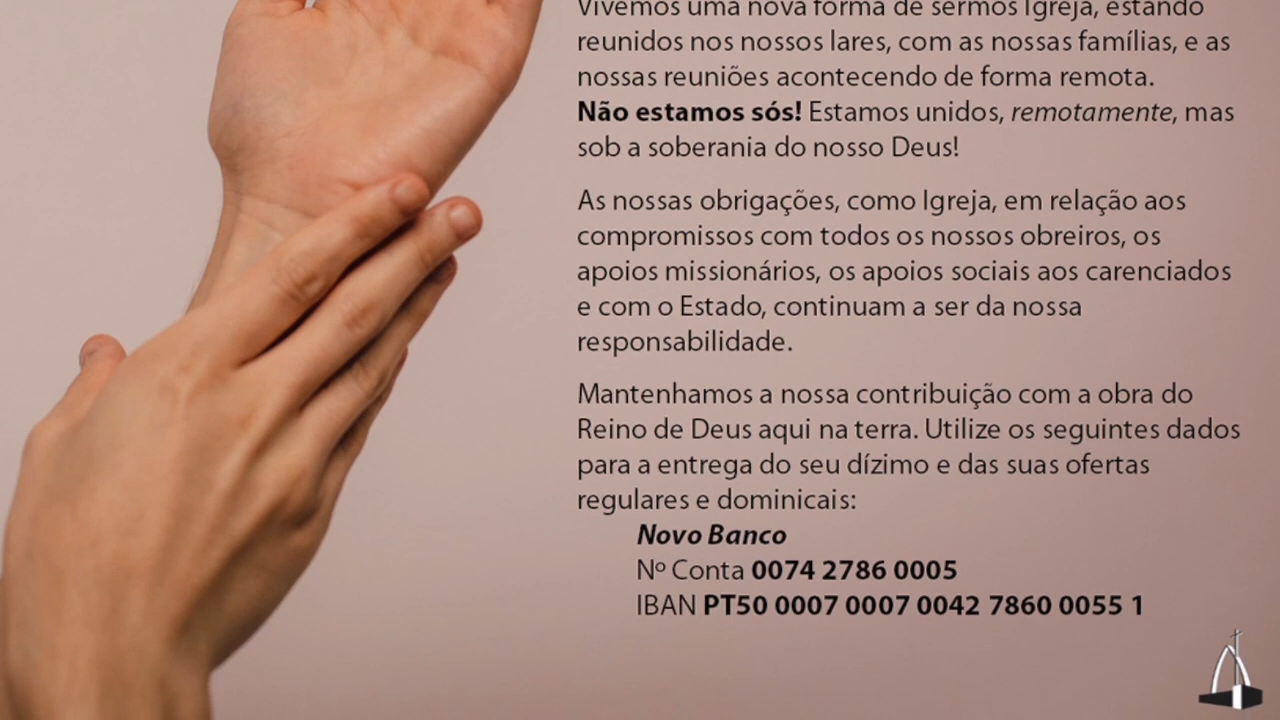 Vivemos uma nova forma de sermos Igreja, estando
reunidos nos nossos lares, com as nossas famílias, e as
nossas reuniões acontecendo de forma remota.
Não estamos sós! Estamos unidos, remotamente, mas
sob a soberania do nosso Deus!
As nossas obrigações, como Igreja, em relação aos
compromissos com todos os nossos obreiros, os
apoios missionários, os apoios sociais aos carenciados
e com o Estado, continuam a ser da nossa
responsabilidade.
Mantenhamos a nossa contribuição com a obra do
Reino de Deus aqui na terra. Utilize os seguintes dados
para a entrega do seu dízimo e das suas ofertas
regulares e dominicais:
Novo Banco
Nº Conta 0074 2786 0005
IBAN PT50 0007 0007 0042 7860 0055 1